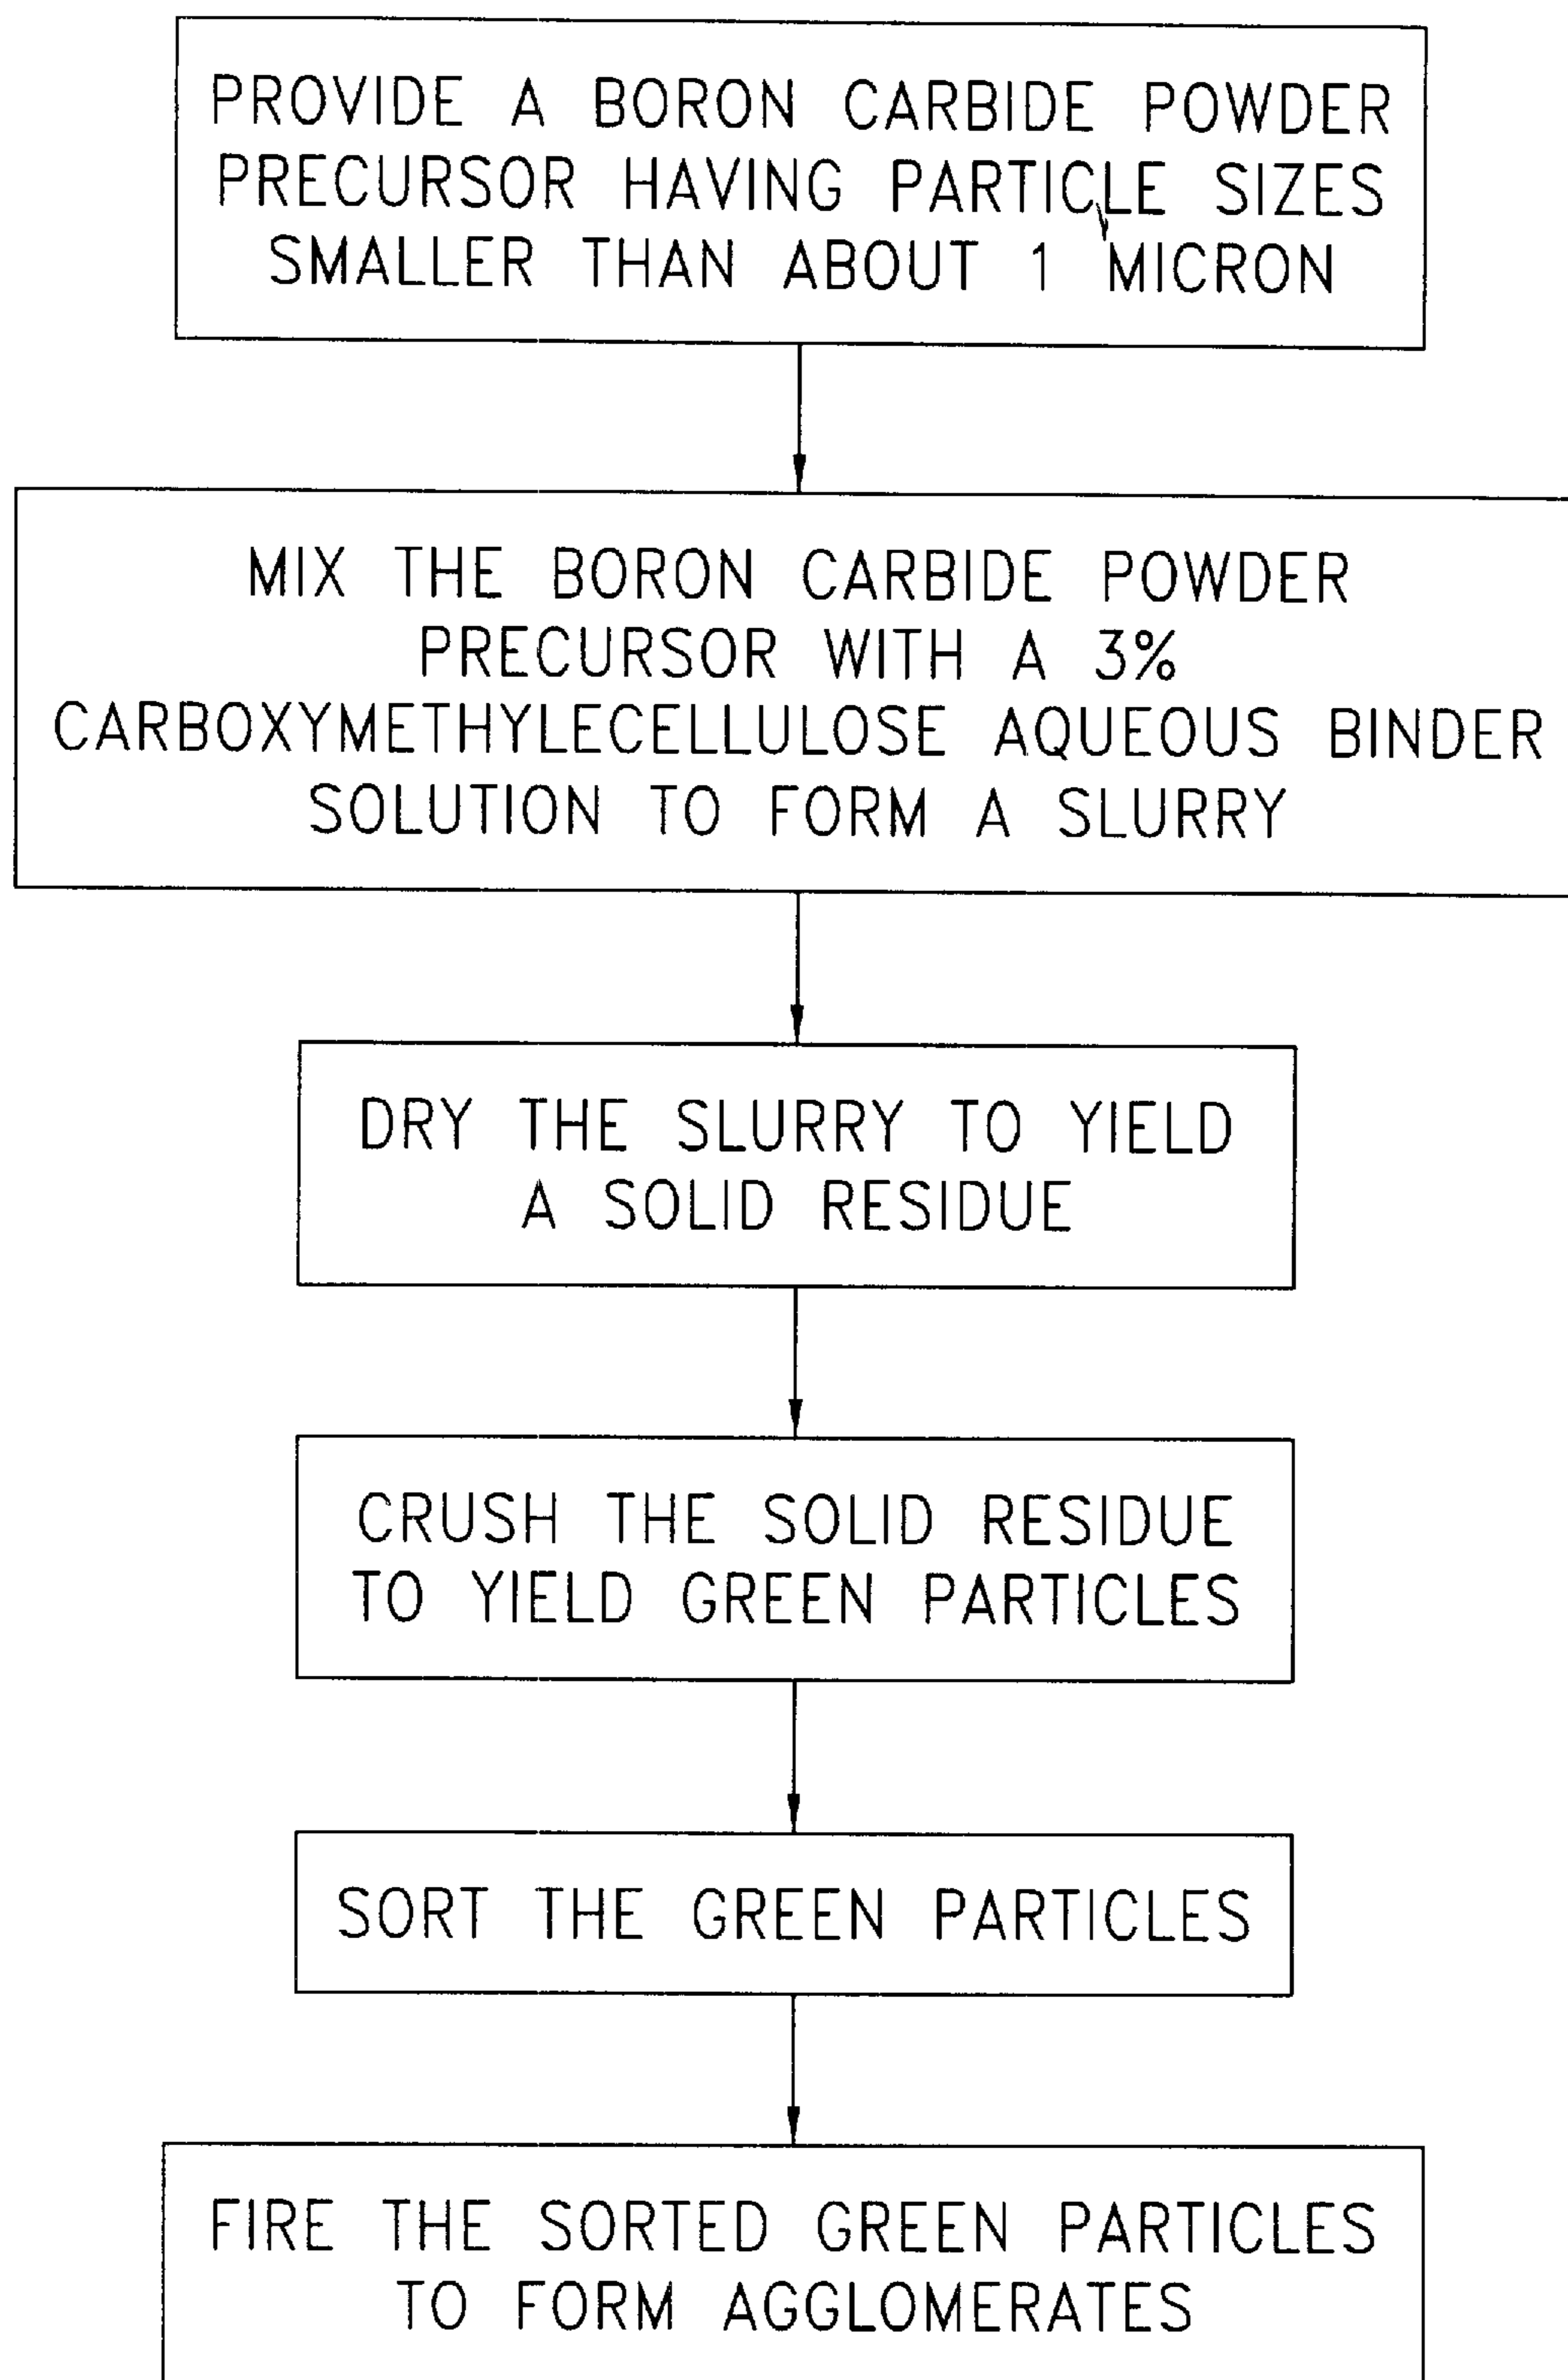 PROVIDE A BORON CARBIDE POWDER
PRECURSOR HAVING PARTICLE SIZES
SMALLER THAN ABOUT 1 MICRON
MIX THE BORON CARBIDE POWDER
PRECURSOR WITH A 3%
CARBOXYMETHYLECELLULOSE AQUEOUS BINDER
SOLUTION TO FORM A SLURRY
DRY THE SLURRY TO YIELD
A SOLID RESIDUE
CRUSH THE SOLID RESIDUE
TO YIELD GREEN PARTICLES
SORT THE GREEN PARTICLES
FIRE THE SORTED GREEN PARTICLES
TO FORM AGGLOMERATES